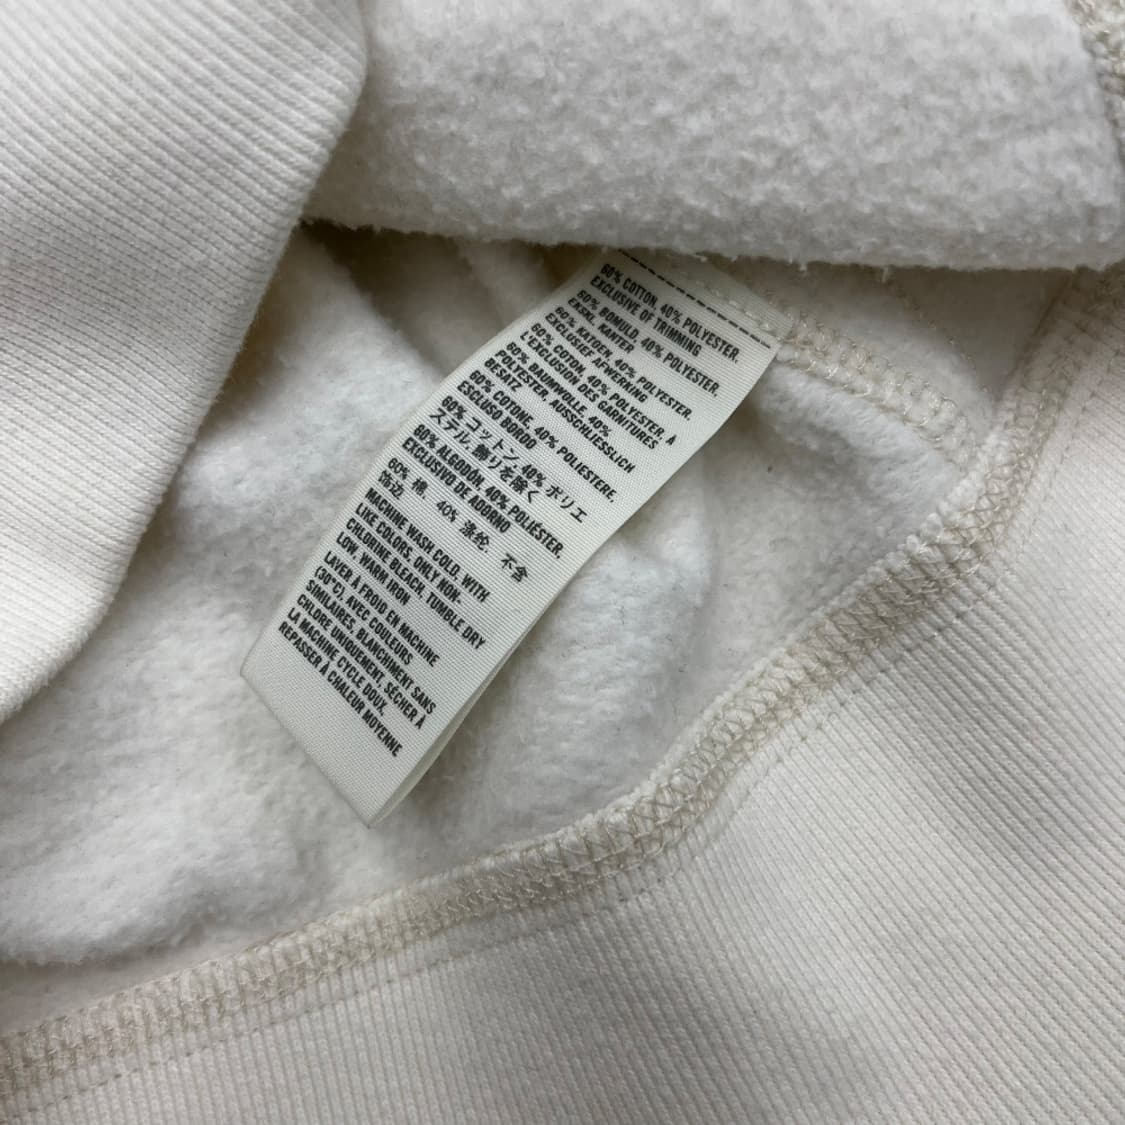 60% COTTON, 40% POLYESTER.
EXCLUSIVE OF TRIMMING
60% BOMULD, 40% POLYESTER.
EKSKL. KANTER
60% KATOEN, 40% POLYESTER.
EXCLUSIEF AFWERKING
60% COTON, 40% POLYESTER, A
L'EXCLUSION DES GARNITURES
60% BAUMWOLLE, 40%
POLYESTER, AUSSCHLIESSLICH
BESATZ
60% COTONE, 40% POLIESTERE,
ESCLUSO BORDO
60% コットン 40% ポリエ
ステル, 飾りを除く
60% ALGODON, 40% POLIÉSTER.
EXCLUSIVO DE ADORNO
60% 棉, 40% 涤纶, 不含
饰边
MACHINE WASH COLD, WITH
LIKE COLORS, ONLY NON-
CHLORINE BLEACH, TUMBLE DRY
LOW, WARM IRON
LAVER À FROID EN MACHINE
(30°C), AVEC COULEURS
SIMILAIRES, BLANCHIMENT SANS
CHLORE UNIQUEMENT, SÉCHER À
LA MACHINE CYCLE DOUX,
REPASSER À CHALEUR MOYENNE